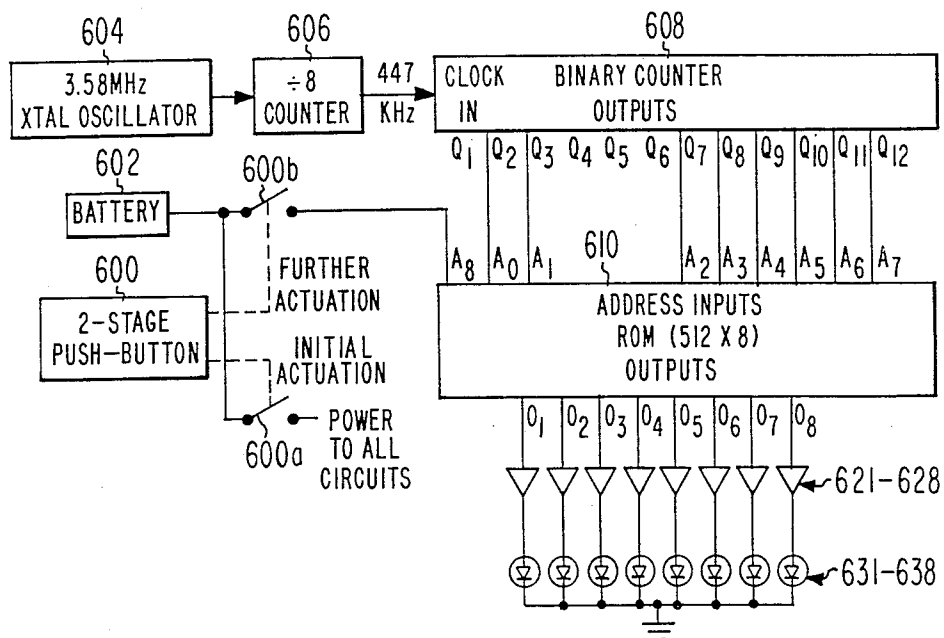 604
606
608
3.58MHz
XTAL OSCILLATOR
÷8
COUNTER
447
KHz
CLOCK
IN
BINARY COUNTER
OUTPUTS
Q1 Q2 Q3 Q4 Q5 Q6 Q7 Q8 Q9 Q10 Q11 Q12
602
BATTERY
600b
600
2-STAGE
PUSH-BUTTON
FURTHER
ACTUATION
INITIAL
ACTUATION
600a
POWER
TO ALL
CIRCUITS
610
A8 A0 A1 A2 A3 A4 A5 A6 A7
ADDRESS INPUTS
ROM (512 X 8)
OUTPUTS
O1 O2 O3 O4 O5 O6 O7 O8
621-628
631-638